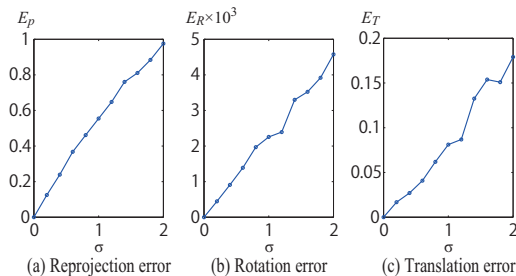 E_p
1
0.8
0.6
0.4
0.2
0
0 1 2
σ
(a) Reprojection error
E_R×10³
5
4
3
2
1
0
0 1 2
σ
(b) Rotation error
E_T
0.2
0.15
0.1
0.05
0
0 1 2
σ
(c) Translation error